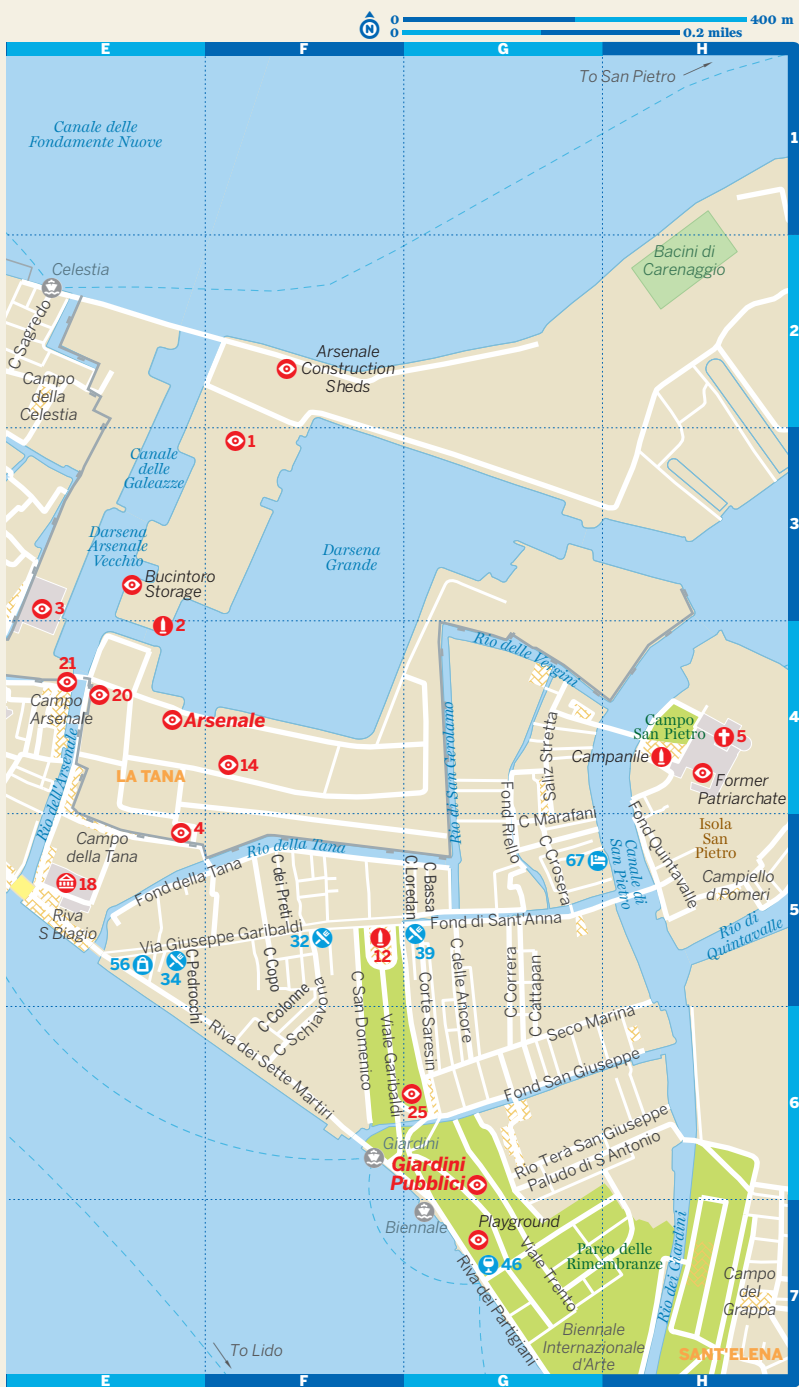 N
0 400 m
0 0.2 miles
E F G H
To San Pietro
Canale delle
Fondamente Nuove
1
Celestia
Bacini di
Carenaggio
C Sagredo
2
Arsenale
Construction
Sheds
Campo
della
Celestia
1
Canale
delle
Galeazze
3
Darsena
Arsenale
Vecchio
Darsena
Grande
Bucintoro
Storage
3
2
Rio delle Vergini
21
20
Campo
Arsenale
Arsenale
4
Campo
San Pietro
5
Campanile
Rio di San Gerolamo
Salizi Stretta
14
LA TANA
Former
Patriarchate
Rio dell'Arsenale
4
Fond Riello
C Marafani
Isola
San
Pietro
Fond Quintavalle
Campo
della Tana
Rio della Tana
C Crosera
67
Canale di
San Pietro
Fond della Tana
C dei Preti
C Loredan
C Bassa
18
Campiello
d Pomeri
5
Riva
S Biagio
Via Giuseppe Garibaldi
Fond di Sant'Anna
Rio di
Quintavalle
32
12
39
56
34
C Pedrocchi
C Copo
C Colonne
C Schiavona
C San Domenico
Viale Garibaldi
Corte Saresin
C delle Ancore
C Correra
C Cattapan
Seco Marina
Riva dei Sette Martiri
Fond San Giuseppe
25
6
Rio Terà San Giuseppe
Paludo di S Antonio
Giardini
Giardini
Pubblici
Biennale
Playground
46
Viale Trento
Parco delle
Rimembranze
Rio dei Giardini
Riva dei Partigiani
Campo
del
Grappa
7
Biennale
Internazionale
d'Arte
To Lido
SANT'ELENA
E F G H